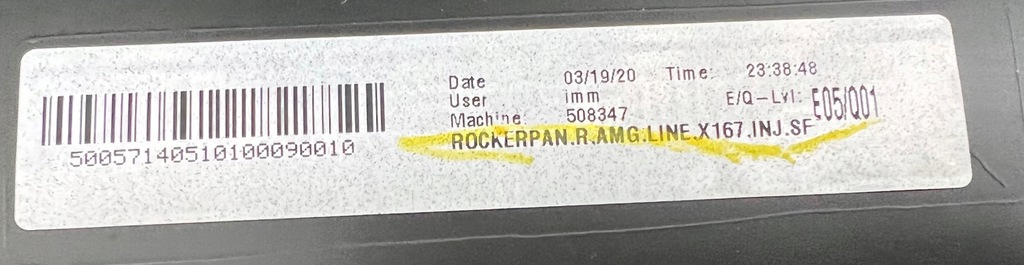 Date 03/19/20 Time: 23:38:48
User imm E/Q-Lvl: E05/Q01
Machine: 508347
ROCKERPAN.R.AMG.LINE.X167.INJ.SF
50057140510100090010